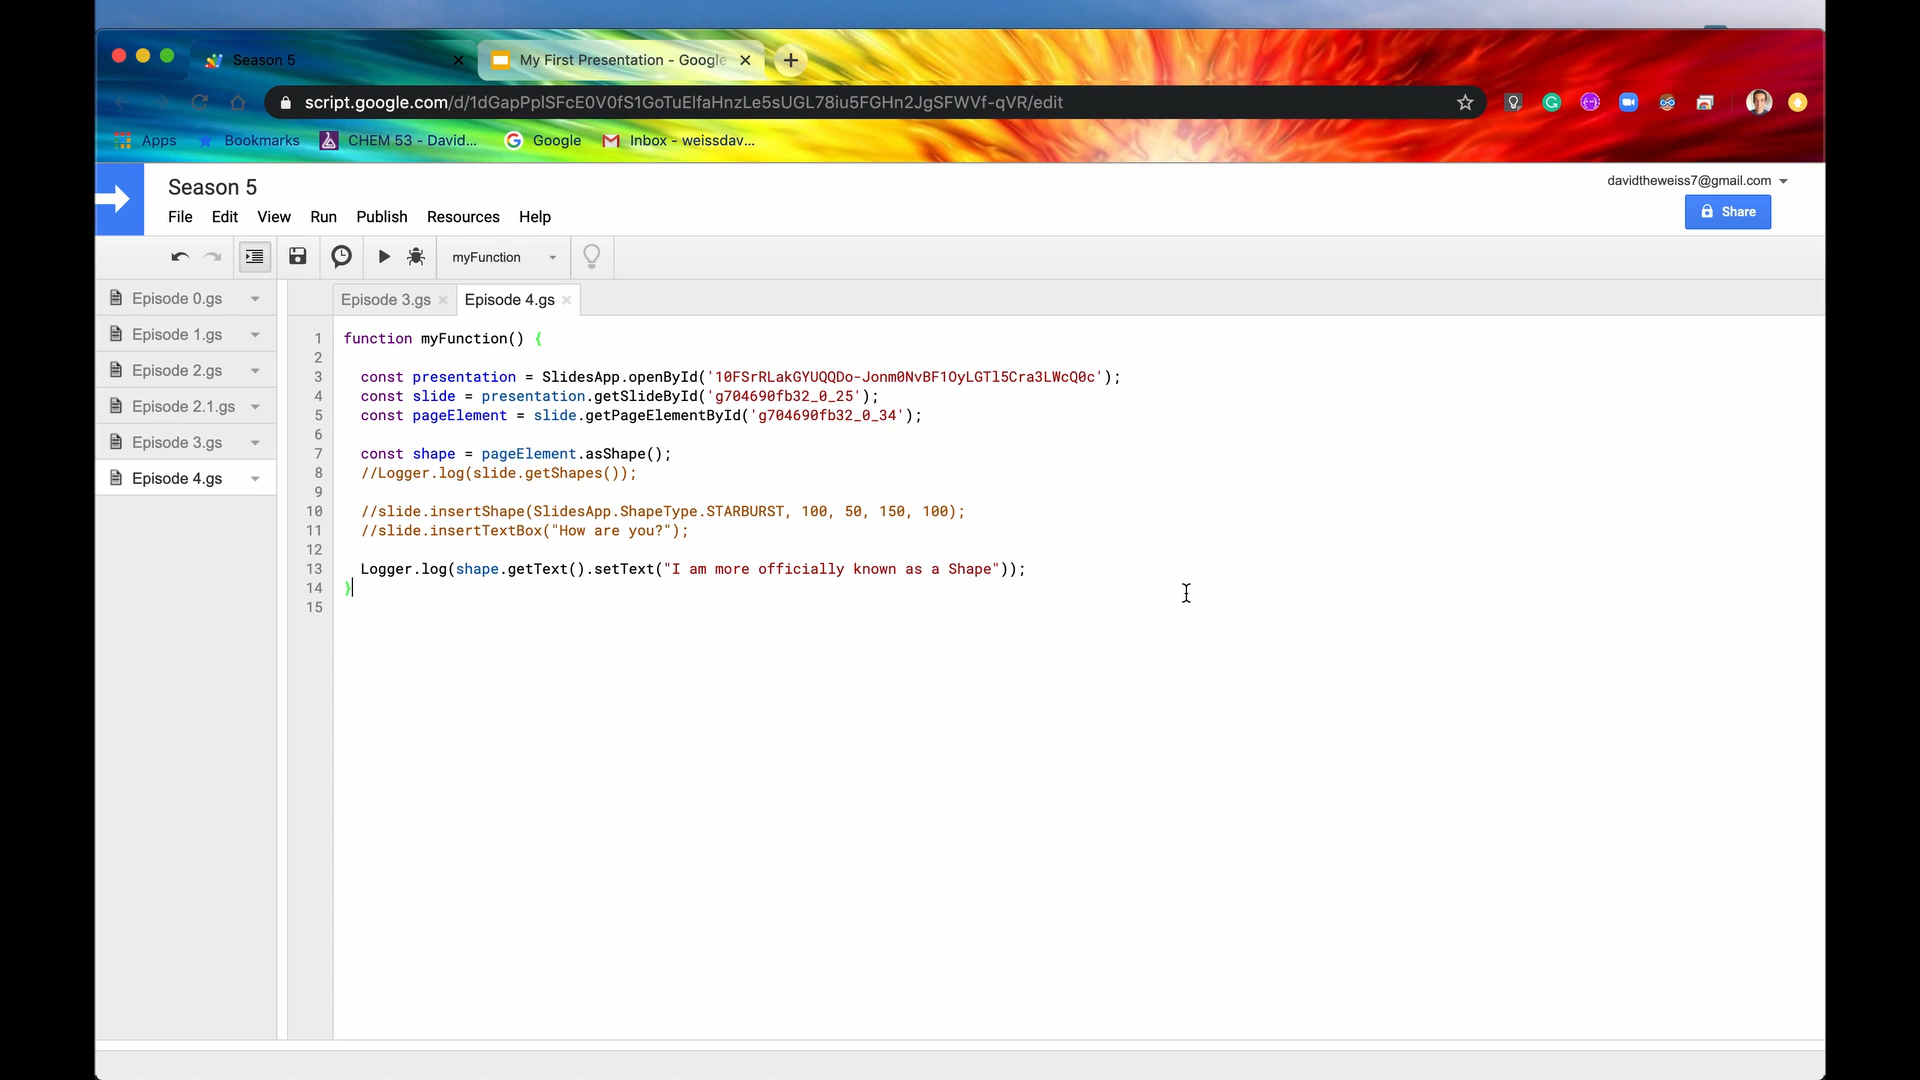 Season 5
My First Presentation - Google
script.google.com/d/1dGapPplSFcE0V0fS1GoTuElfaHnzLe5sUGL78iu5FGHn2JgSFWVf-qVR/edit
Apps Bookmarks CHEM 53 - David... Google Inbox - weissdav...
Season 5
davidtheweiss7@gmail.com
File Edit View Run Publish Resources Help
Share
myFunction
Episode 0.gs
Episode 1.gs
Episode 2.gs
Episode 2.1.gs
Episode 3.gs
Episode 4.gs
Episode 3.gs Episode 4.gs
1 function myFunction() {
2
3 const presentation = SlidesApp.openById('10FSrRLakGYUQQDo-Jonm0NvBF1OyLGTl5Cra3LWcQ0c');
4 const slide = presentation.getSlideById('g704690fb32_0_25');
5 const pageElement = slide.getPageElementById('g704690fb32_0_34');
6
7 const shape = pageElement.asShape();
8 //Logger.log(slide.getShapes());
9
10 //slide.insertShape(SlidesApp.ShapeType.STARBURST, 100, 50, 150, 100);
11 //slide.insertTextBox("How are you?");
12
13 Logger.log(shape.getText().setText("I am more officially known as a Shape"));
14 }
15